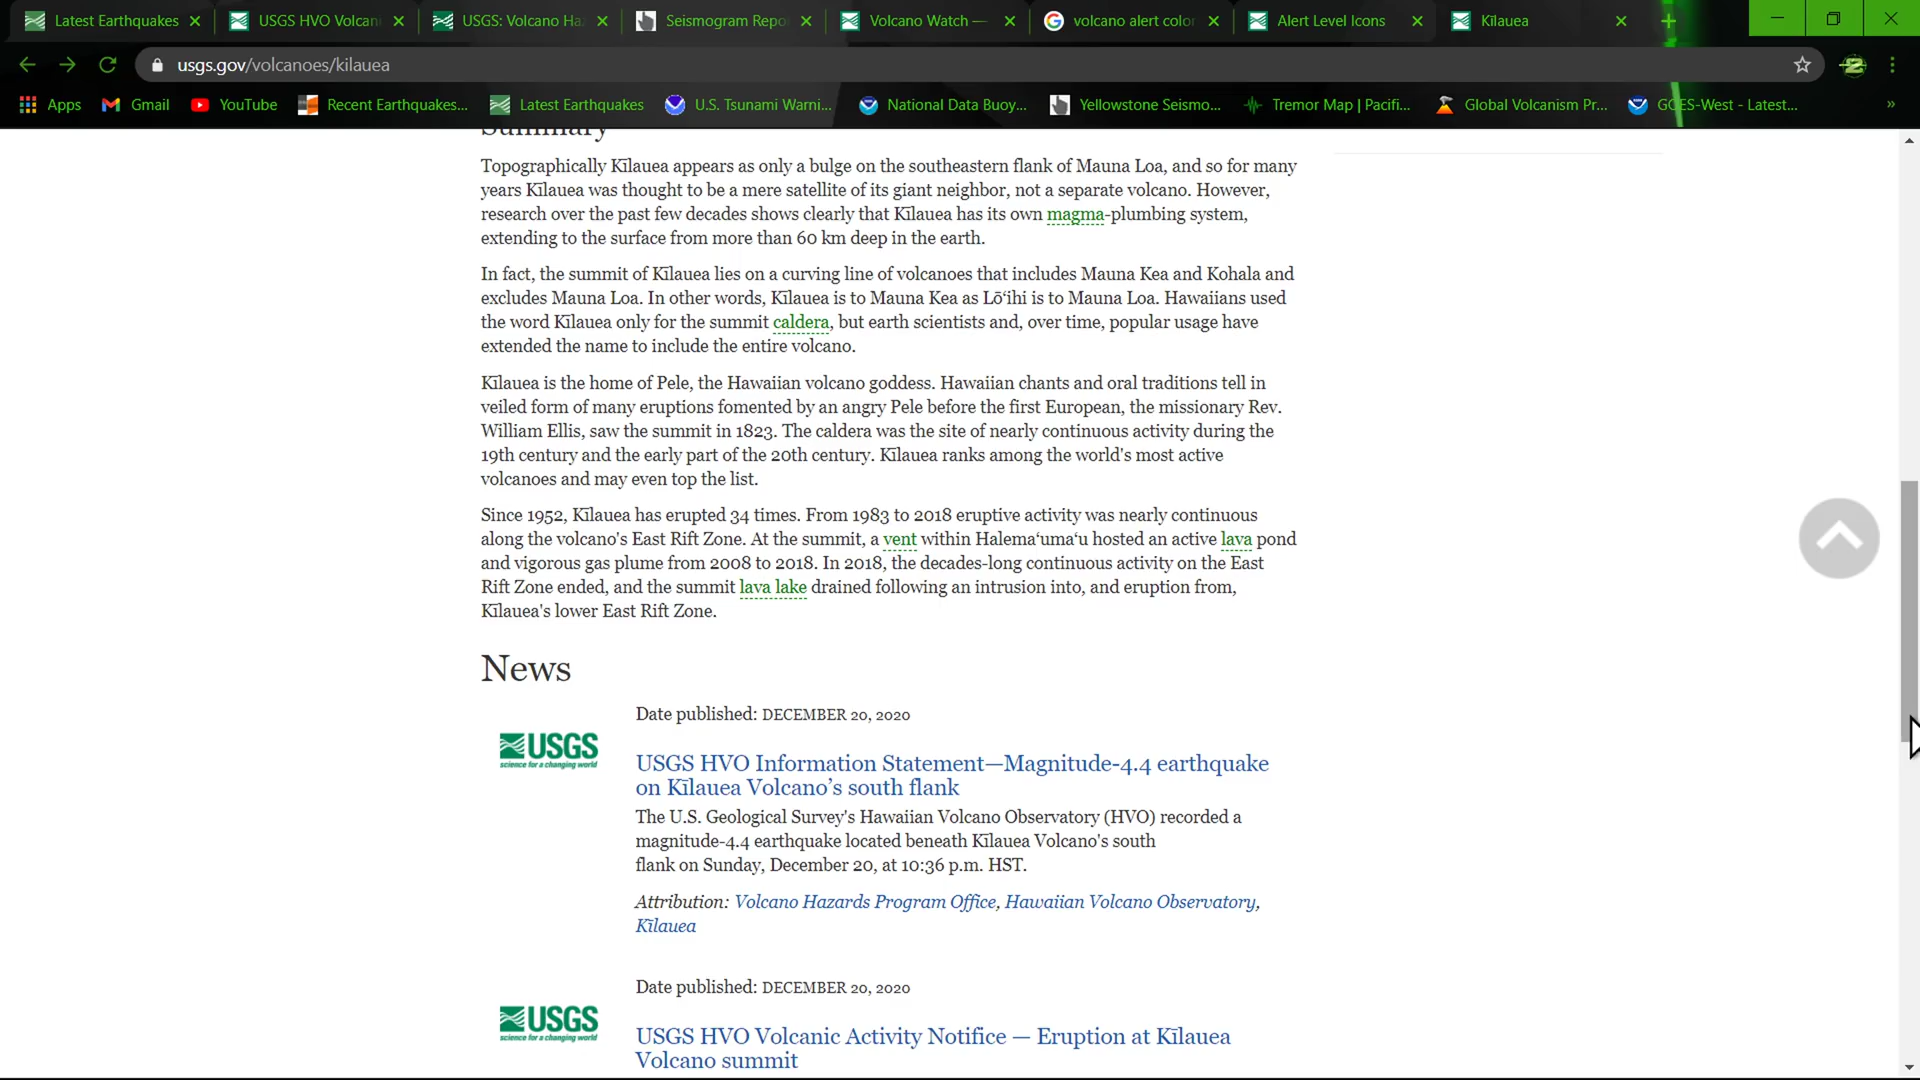 Latest Earthquakes
USGS HVO Volcani
USGS: Volcano Ha
Seismogram Repo
Volcano Watch —
volcano alert color
Alert Level Icons
Kīlauea
usgs.gov/volcanoes/kilauea
Apps
Gmail
YouTube
Recent Earthquakes...
Latest Earthquakes
U.S. Tsunami Warni...
National Data Buoy...
Yellowstone Seismo...
Tremor Map | Pacifi...
Global Volcanism Pr...
GOES-West - Latest...
»
Summary
Topographically Kīlauea appears as only a bulge on the southeastern flank of Mauna Loa, and so for many
years Kīlauea was thought to be a mere satellite of its giant neighbor, not a separate volcano. However,
research over the past few decades shows clearly that Kīlauea has its own magma-plumbing system,
extending to the surface from more than 60 km deep in the earth.
In fact, the summit of Kīlauea lies on a curving line of volcanoes that includes Mauna Kea and Kohala and
excludes Mauna Loa. In other words, Kīlauea is to Mauna Kea as Lō‘ihi is to Mauna Loa. Hawaiians used
the word Kīlauea only for the summit caldera, but earth scientists and, over time, popular usage have
extended the name to include the entire volcano.
Kīlauea is the home of Pele, the Hawaiian volcano goddess. Hawaiian chants and oral traditions tell in
veiled form of many eruptions fomented by an angry Pele before the first European, the missionary Rev.
William Ellis, saw the summit in 1823. The caldera was the site of nearly continuous activity during the
19th century and the early part of the 20th century. Kīlauea ranks among the world's most active
volcanoes and may even top the list.
Since 1952, Kīlauea has erupted 34 times. From 1983 to 2018 eruptive activity was nearly continuous
along the volcano's East Rift Zone. At the summit, a vent within Halema‘uma‘u hosted an active lava pond
and vigorous gas plume from 2008 to 2018. In 2018, the decades-long continuous activity on the East
Rift Zone ended, and the summit lava lake drained following an intrusion into, and eruption from,
Kīlauea's lower East Rift Zone.
News
Date published: DECEMBER 20, 2020
USGS
science for a changing world
USGS HVO Information Statement—Magnitude-4.4 earthquake
on Kīlauea Volcano’s south flank
The U.S. Geological Survey's Hawaiian Volcano Observatory (HVO) recorded a
magnitude-4.4 earthquake located beneath Kīlauea Volcano's south
flank on Sunday, December 20, at 10:36 p.m. HST.
Attribution: Volcano Hazards Program Office, Hawaiian Volcano Observatory,
Kīlauea
Date published: DECEMBER 20, 2020
USGS
science for a changing world
USGS HVO Volcanic Activity Notifice — Eruption at Kīlauea
Volcano summit